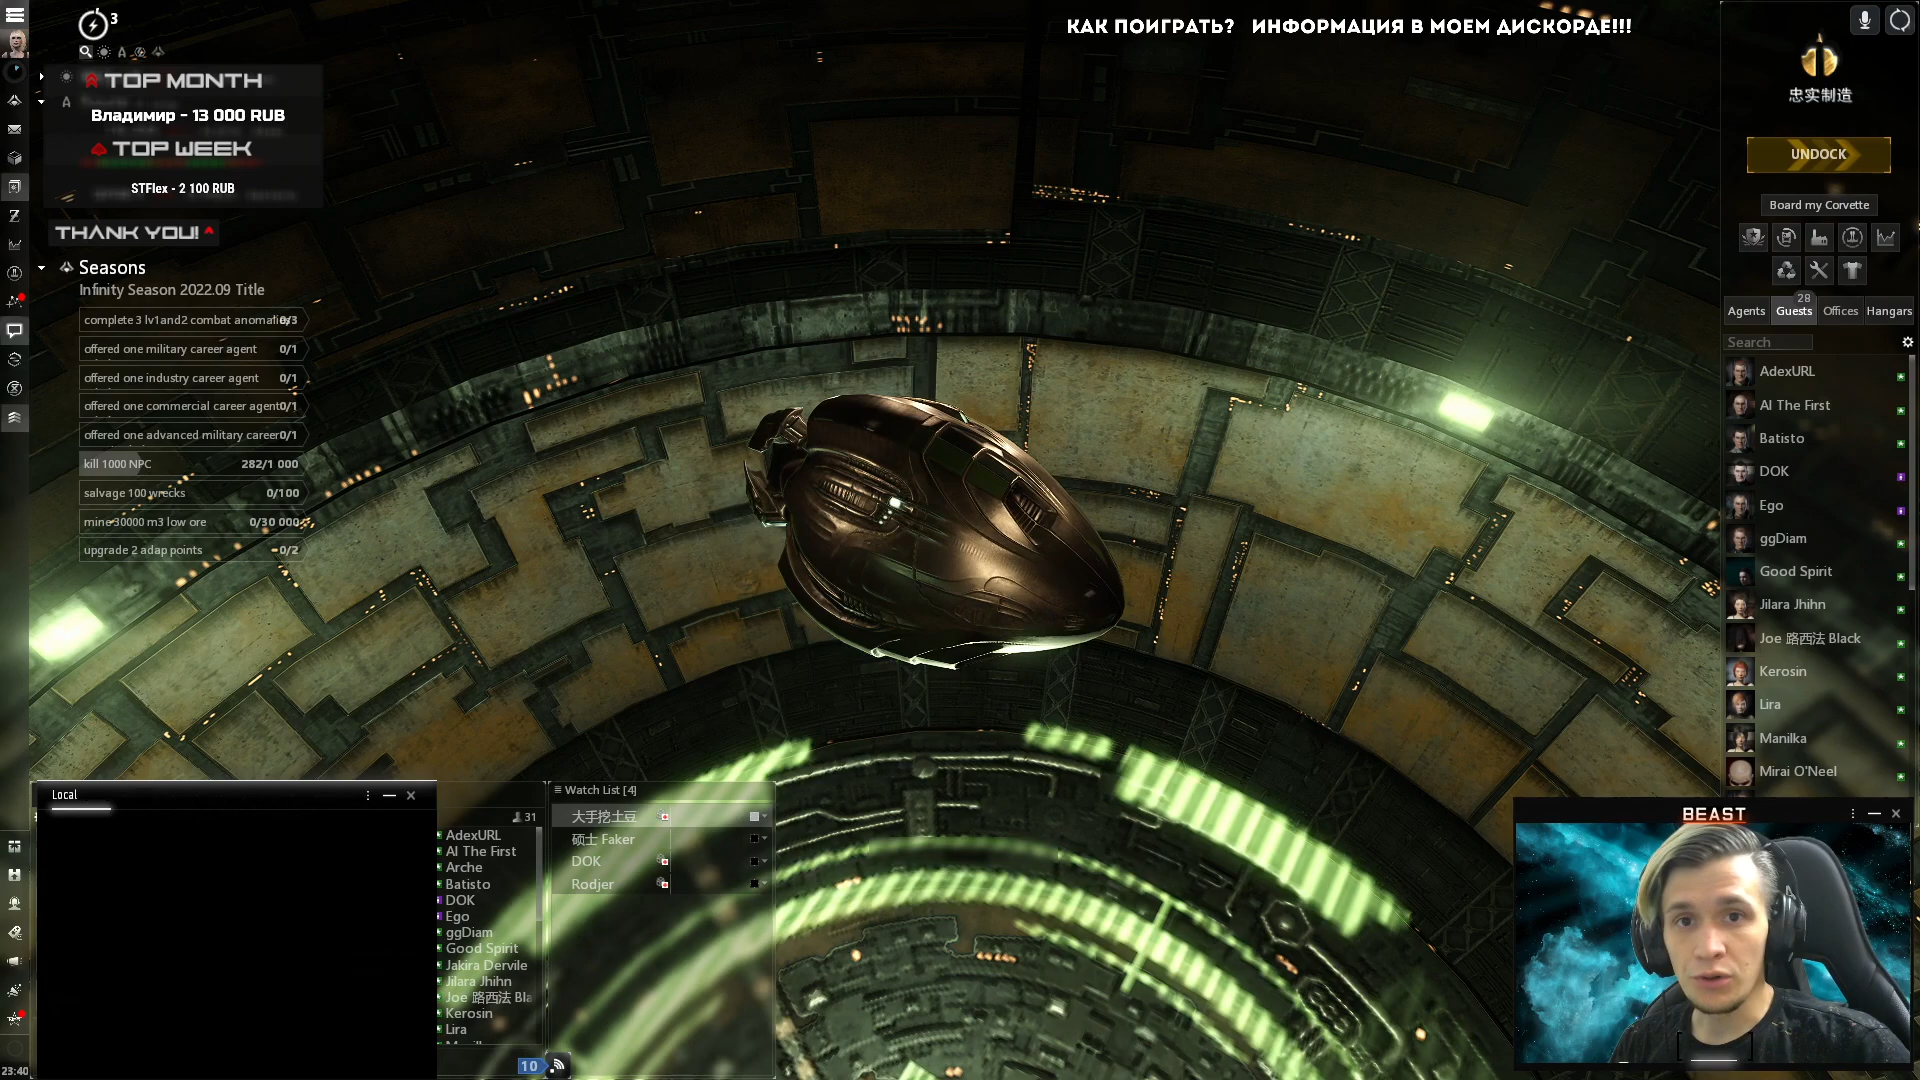 3
КАК ПОИГРАТЬ? ИНФОРМАЦИЯ В МОЕМ ДИСКОРДЕ!!!
TOP MONTH
Владимир - 13 000 RUB
TOP WEEK
STFlex - 2 100 RUB
THANK YOU!
Seasons
Infinity Season 2022.09 Title
complete 3 lv1and2 combat anomalies 0/3
offered one military career agent 0/1
offered one industry career agent 0/1
offered one commercial career agent 0/1
offered one advanced military career 0/1
kill 1000 NPC 282/1 000
salvage 100 wrecks 0/100
mine 30000 m3 low ore 0/30 000
upgrade 2 adap points 0/2
忠实制造
UNDOCK
Board my Corvette
28
Agents Guests Offices Hangars
Search
AdexURL
Al The First
Batisto
DOK
Ego
ggDiam
Good Spirit
Jilara Jhihn
Joe 路西法 Black
Kerosin
Lira
Manilka
Mirai O'Neel
Local
31
AdexURL
Al The First
Arche
Batisto
DOK
Ego
ggDiam
Good Spirit
Jakira Dervile
Jilara Jhihn
Joe 路西法 Bla
Kerosin
Lira
10
Watch List [4]
大手挖土豆
硕士 Faker
DOK
Rodjer
BEAST
23:40